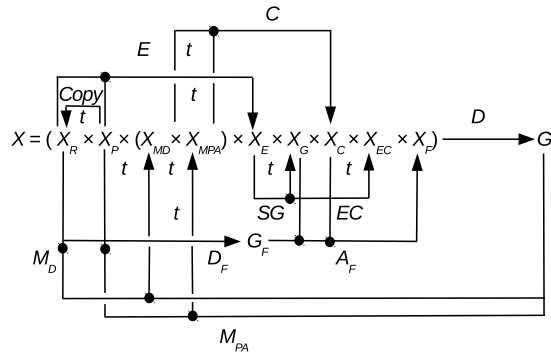 C
E t
t
Copy
t
X = ( X_R × X_P × (X_MD × X_MPA) × X_E × X_G × X_C × X_EC × X_F) D G
t t t t
t
SG EC
M_D G_F D_F A_F
M_PA